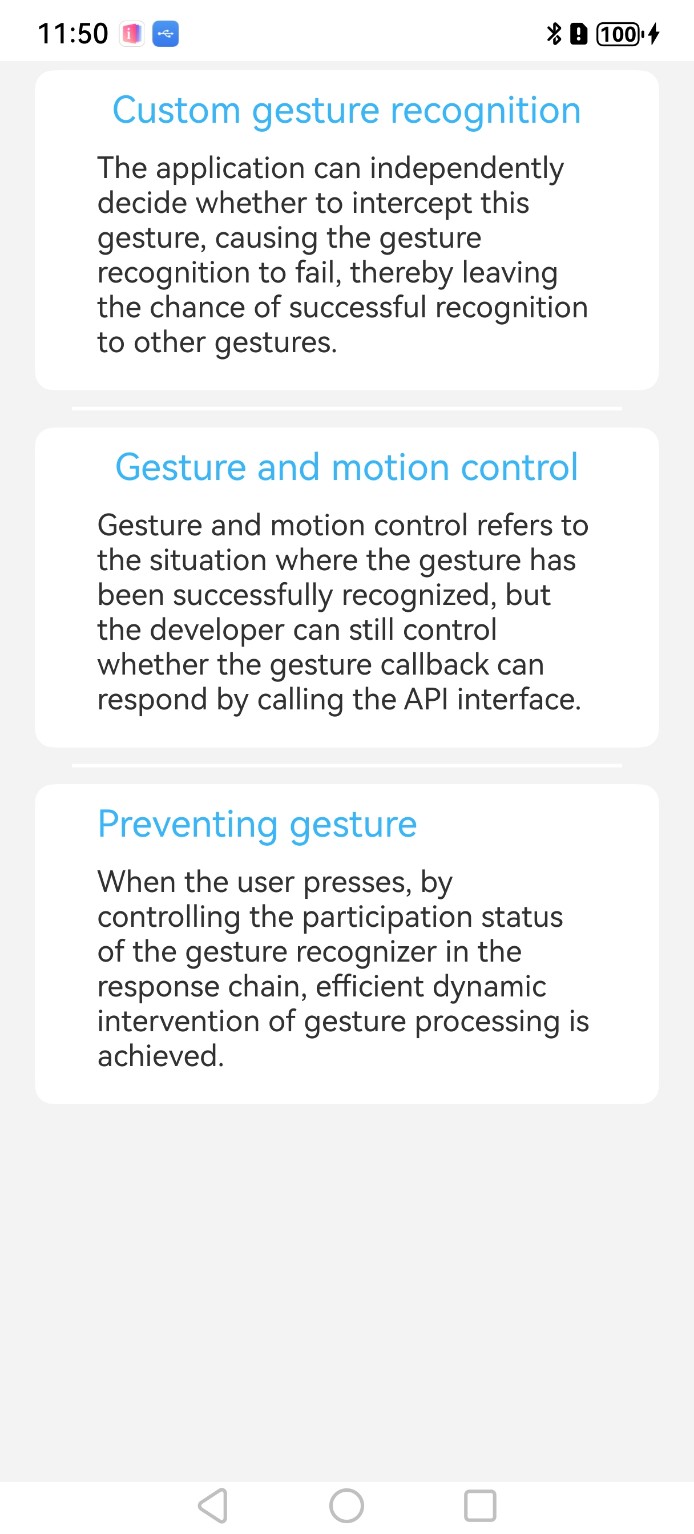 11:50
100
Custom gesture recognition
The application can independently
decide whether to intercept this
gesture, causing the gesture
recognition to fail, thereby leaving
the chance of successful recognition
to other gestures.
Gesture and motion control
Gesture and motion control refers to
the situation where the gesture has
been successfully recognized, but
the developer can still control
whether the gesture callback can
respond by calling the API interface.
Preventing gesture
When the user presses, by
controlling the participation status
of the gesture recognizer in the
response chain, efficient dynamic
intervention of gesture processing is
achieved.